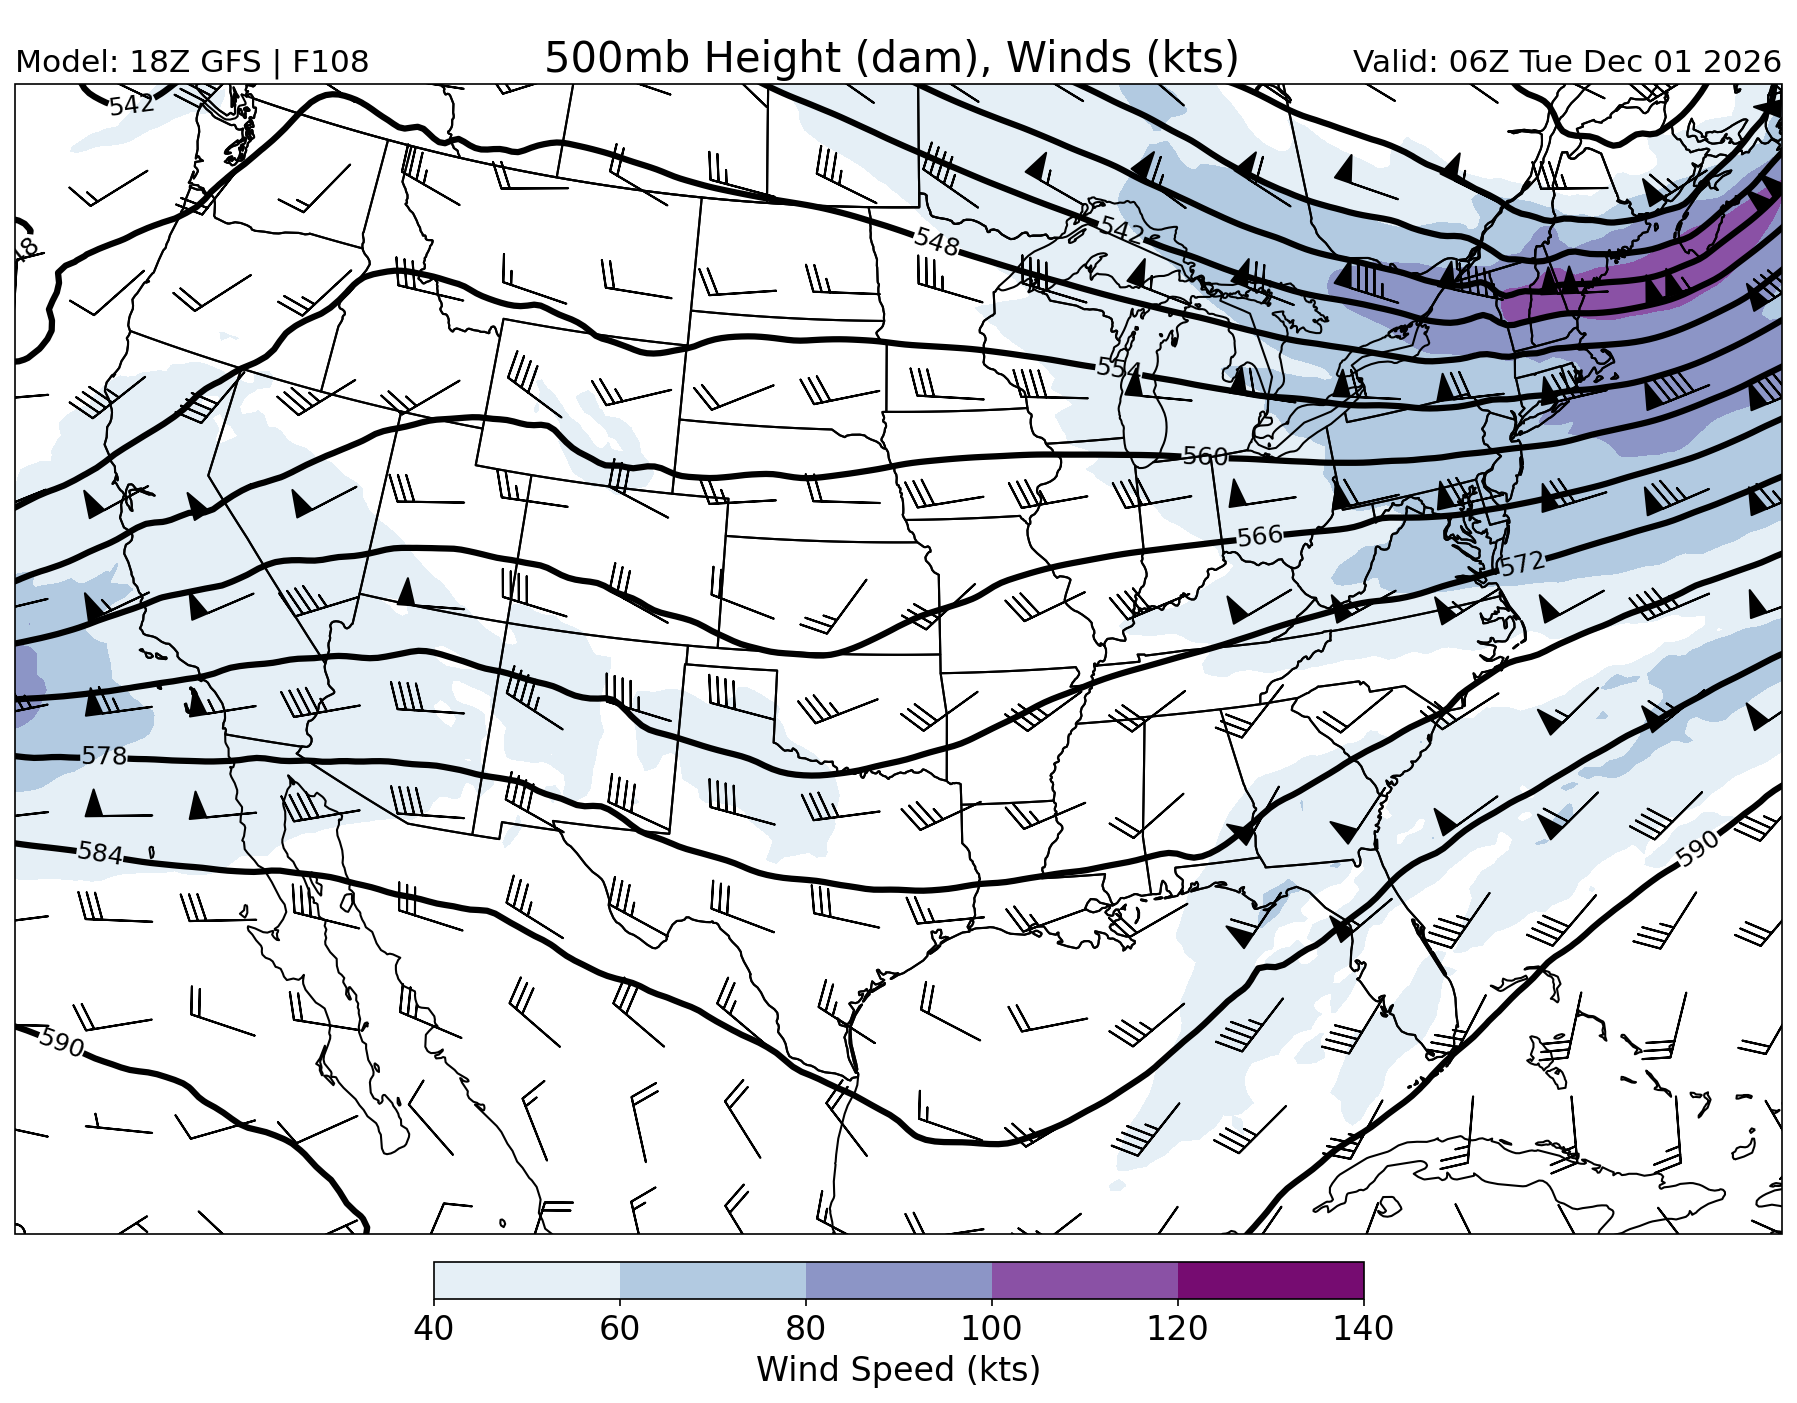 Model: 18Z GFS | F108
500mb Height (dam), Winds (kts)
Valid: 06Z Tue Dec 01 2026
542
548
542
554
560
566
572
578
584
590
590
40 60 80 100 120 140
Wind Speed (kts)